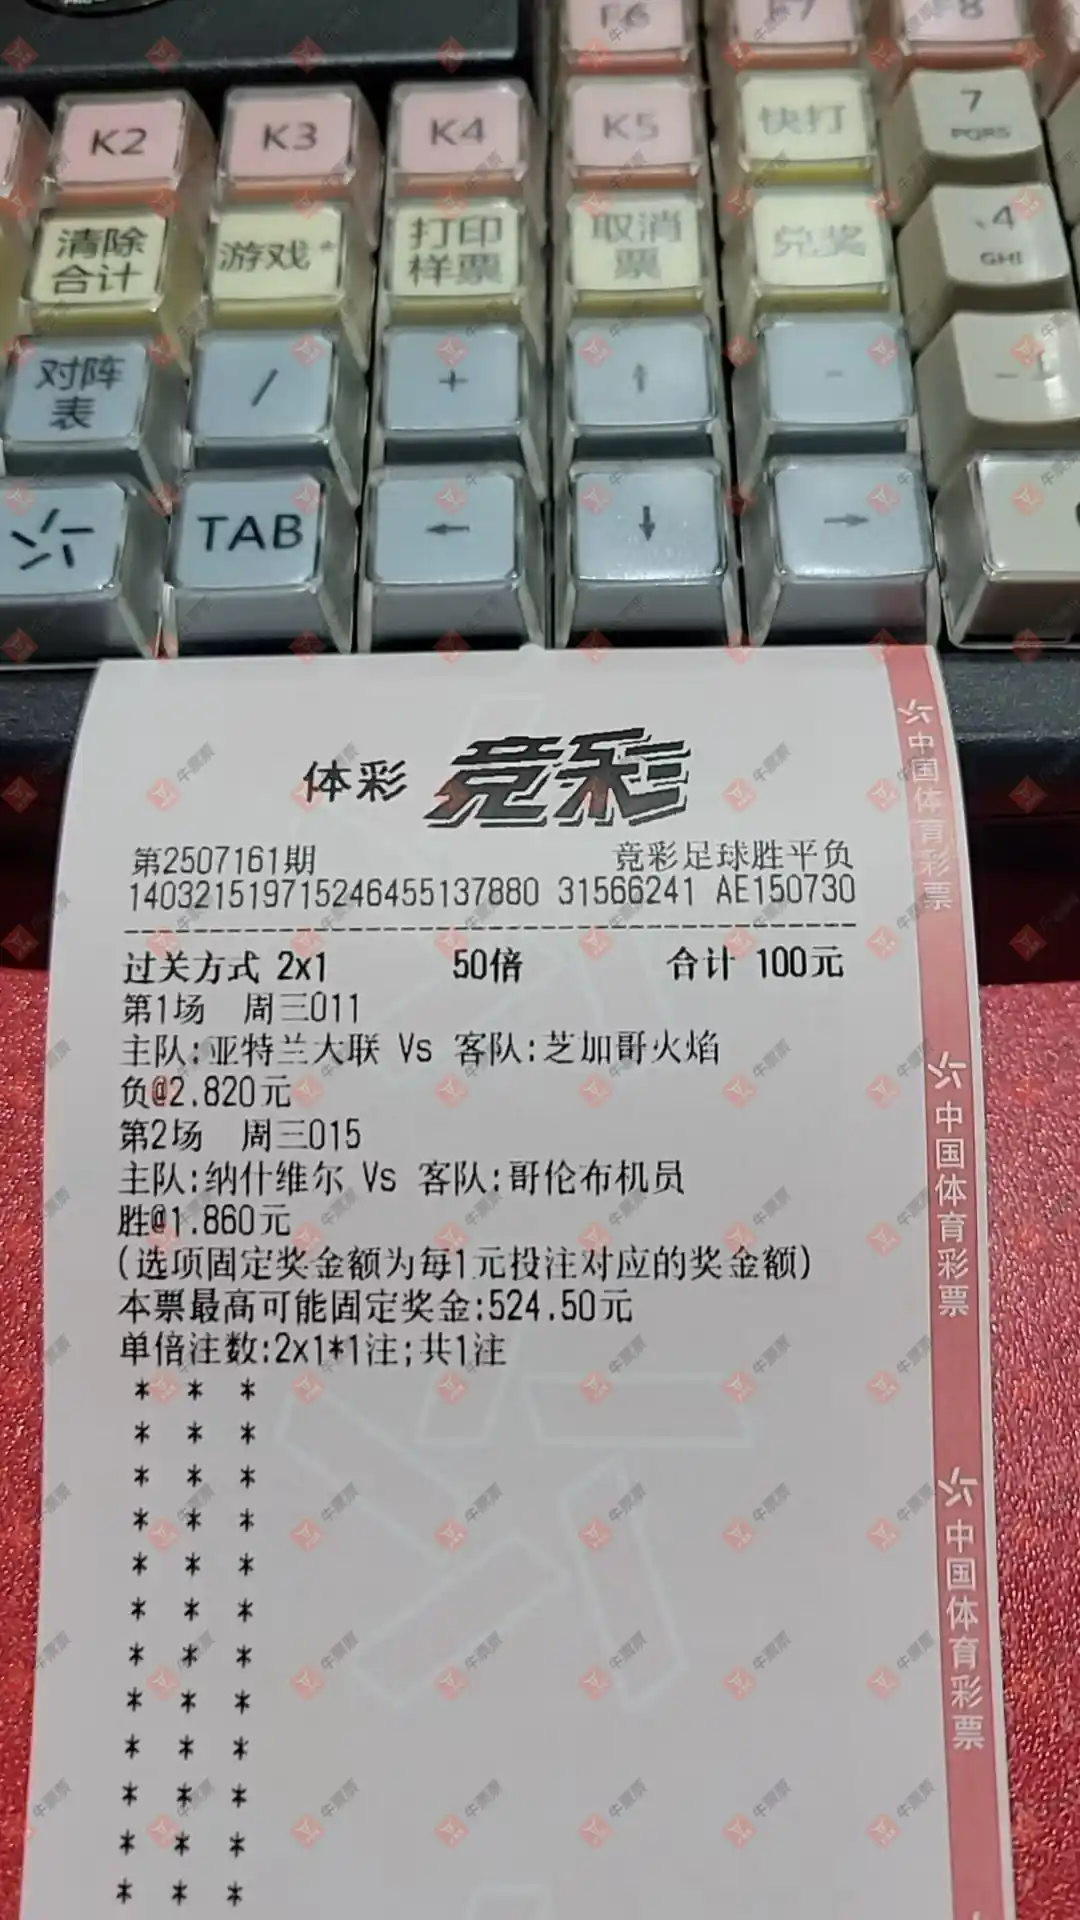 F6 F7 F8
K2 K3 K4 K5 快打 7 PQRS
清除合计 游戏* 打印样票 取消票 兑奖 4 GHI
对阵表 / + ↑ -
TAB ← ↓ →
体彩 竞彩
第2507161期 竞彩足球胜平负
140321519715246455137880 31566241 AE150730
过关方式 2x1 50倍 合计 100元
第1场 周三011
主队:亚特兰大联 Vs 客队:芝加哥火焰
负@2.820元
第2场 周三015
主队:纳什维尔 Vs 客队:哥伦布机员
胜@1.860元
(选项固定奖金额为每1元投注对应的奖金额)
本票最高可能固定奖金:524.50元
单倍注数:2x1*1注;共1注
* * *
* * *
* * *
* * *
* * *
* * *
* * *
* * *
* * *
* * *
* * *
* * *
中国体育彩票
中国体育彩票
中国体育彩票
牛票票